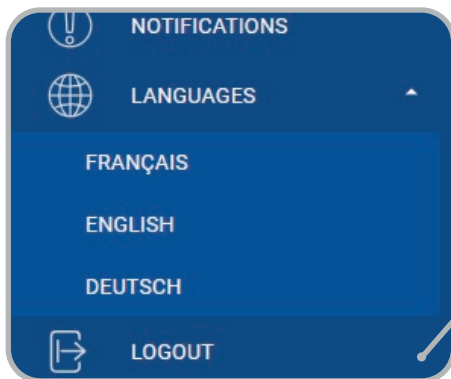 NOTIFICATIONS
LANGUAGES
FRANÇAIS
ENGLISH
DEUTSCH
LOGOUT